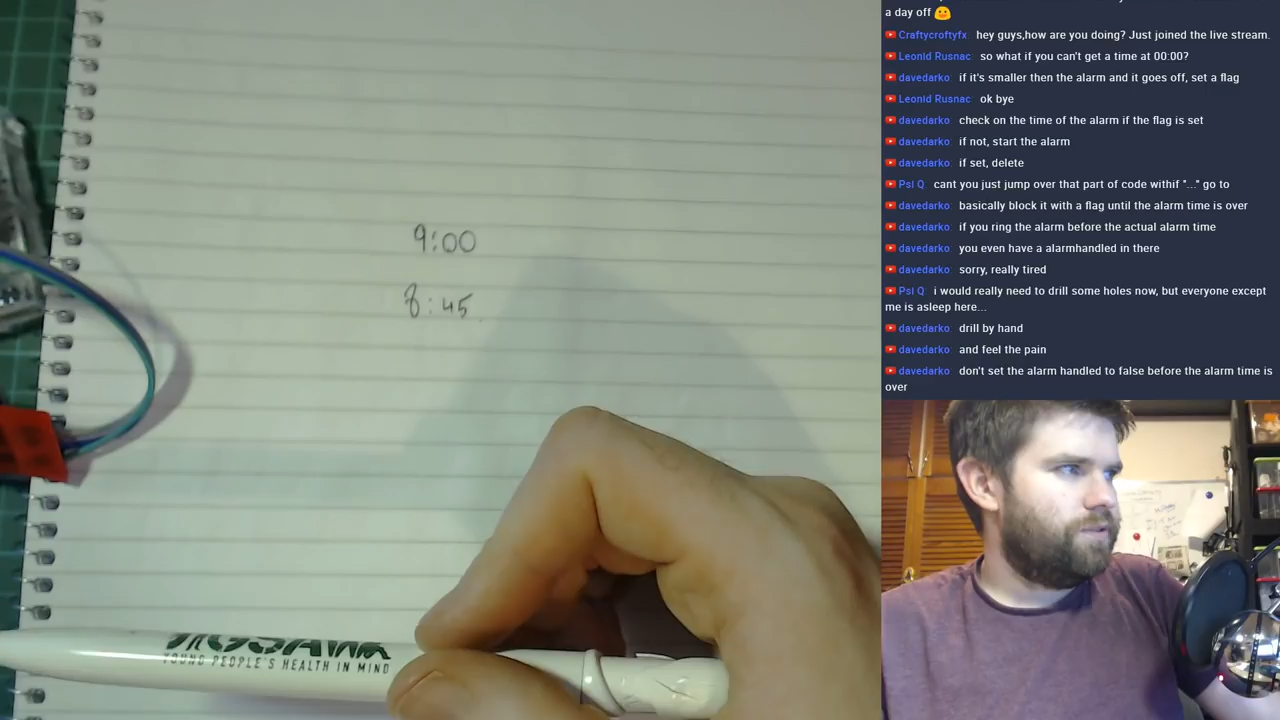 9:00
8:45
JIGSAW
YOUNG PEOPLE'S HEALTH IN MIND
a day off
Craftycroftyfx: hey guys,how are you doing? Just joined the live stream.
Leonid Rusnac: so what if you can't get a time at 00:00?
davedarko: if it's smaller then the alarm and it goes off, set a flag
Leonid Rusnac: ok bye
davedarko: check on the time of the alarm if the flag is set
davedarko: if not, start the alarm
davedarko: if set, delete
Psi Q: cant you just jump over that part of code withif "..." go to
davedarko: basically block it with a flag until the alarm time is over
davedarko: if you ring the alarm before the actual alarm time
davedarko: you even have a alarmhandled in there
davedarko: sorry, really tired
Psi Q: i would really need to drill some holes now, but everyone except
me is asleep here...
davedarko: drill by hand
davedarko: and feel the pain
davedarko: don't set the alarm handled to false before the alarm time is
over